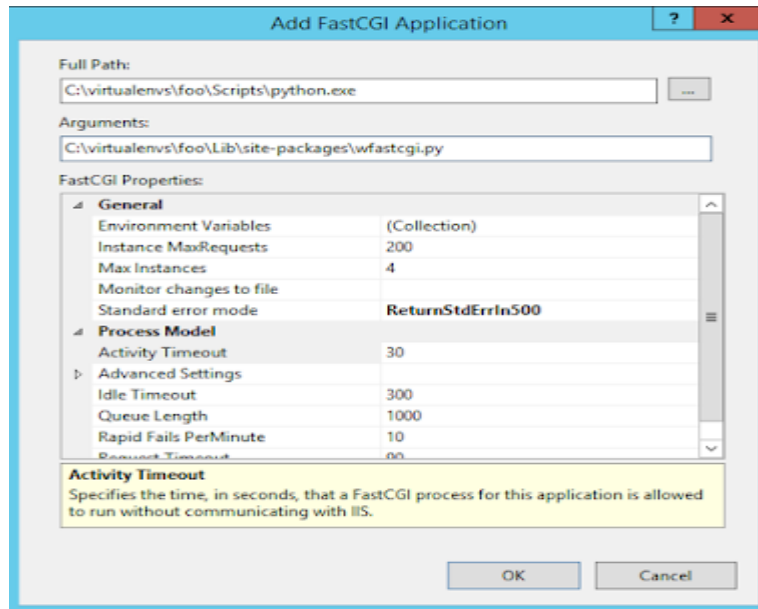 Add FastCGI Application
? x
Full Path:
C:\virtualenvs\foo\Scripts\python.exe
...
Arguments:
C:\virtualenvs\foo\Lib\site-packages\wfastcgi.py
FastCGI Properties:
General
Environment Variables (Collection)
Instance MaxRequests 200
Max Instances 4
Monitor changes to file
Standard error mode ReturnStdErrIn500
Process Model
Activity Timeout 30
Advanced Settings
Idle Timeout 300
Queue Length 1000
Rapid Fails PerMinute 10
Request Timeout 90
Activity Timeout
Specifies the time, in seconds, that a FastCGI process for this application is allowed
to run without communicating with IIS.
OK Cancel